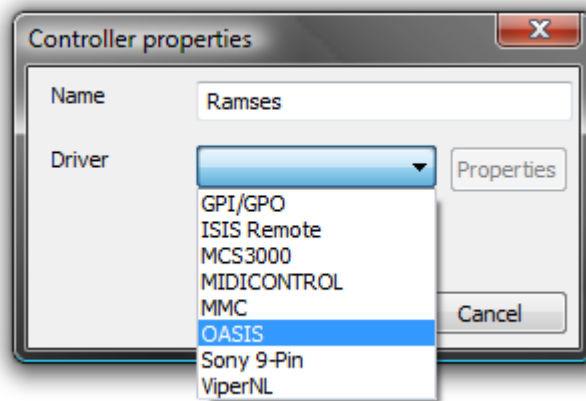 Controller properties
Name
Ramses
Driver
Properties
GPI/GPO
ISIS Remote
MCS3000
MIDICONTROL
MMC
OASIS
Sony 9-Pin
ViperNL
Cancel